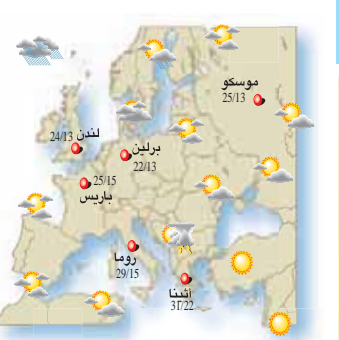 موسكو
25/13
لندن 24/13
برلين
22/13
25/15
باريس
روما
29/15
أثينا
31/22